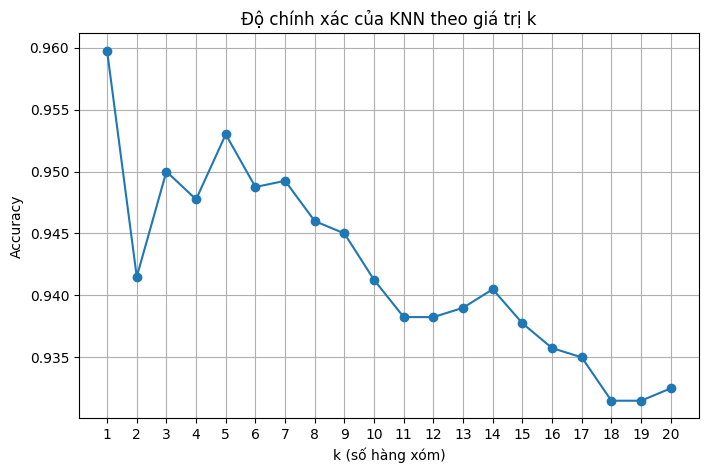 Độ chính xác của KNN theo giá trị k
Accuracy
0.960
0.955
0.950
0.945
0.940
0.935
1 2 3 4 5 6 7 8 9 10 11 12 13 14 15 16 17 18 19 20
k (số hàng xóm)